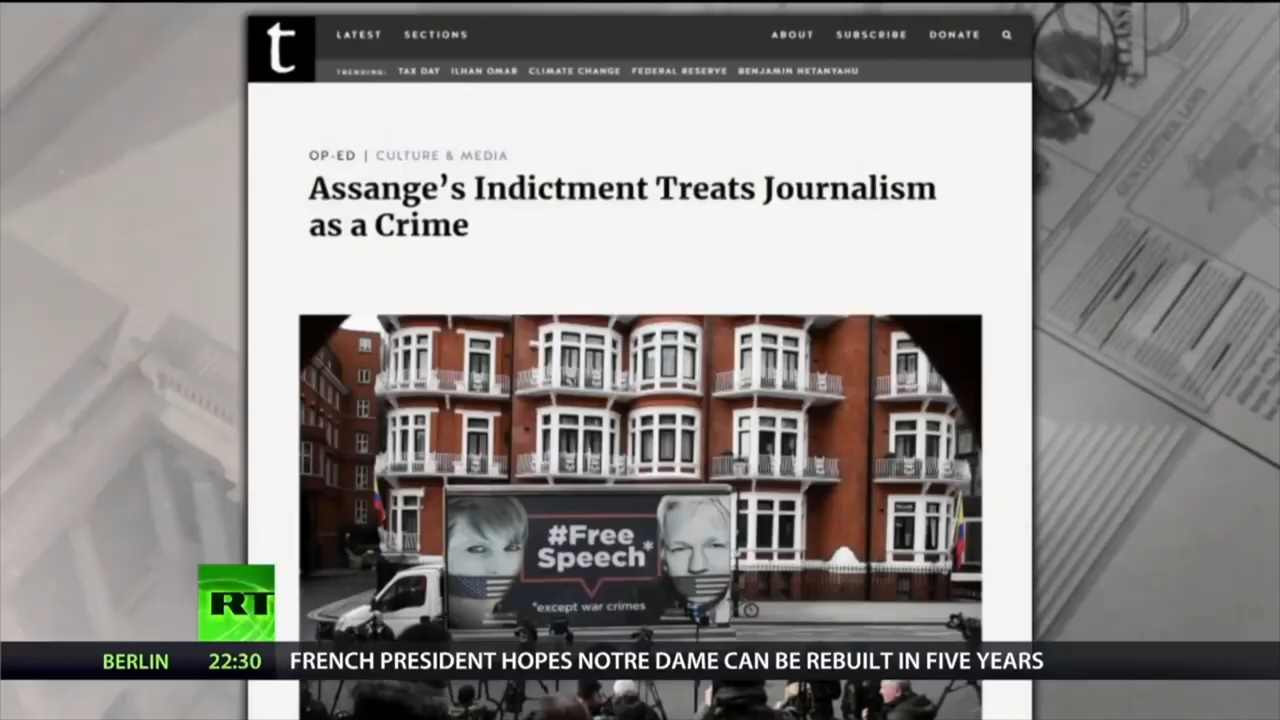 t
LATEST SECTIONS ABOUT SUBSCRIBE DONATE
TRENDING: TAX DAY ILHAN OMAR CLIMATE CHANGE FEDERAL RESERVE BENJAMIN NETANYAHU
OP-ED | CULTURE & MEDIA
Assange’s Indictment Treats Journalism
as a Crime
#Free
Speech*
*except war crimes
RT
BERLIN 22:30 FRENCH PRESIDENT HOPES NOTRE DAME CAN BE REBUILT IN FIVE YEARS